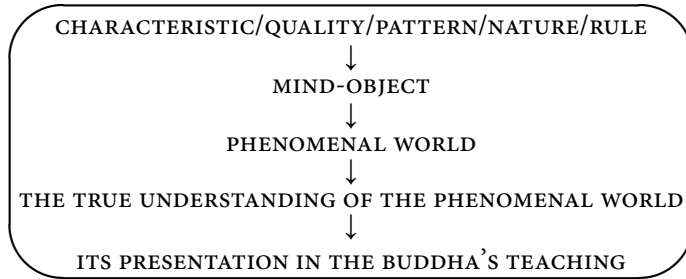 CHARACTERISTIC/QUALITY/PATTERN/NATURE/RULE
↓
MIND-OBJECT
↓
PHENOMENAL WORLD
↓
THE TRUE UNDERSTANDING OF THE PHENOMENAL WORLD
↓
ITS PRESENTATION IN THE BUDDHA’S TEACHING